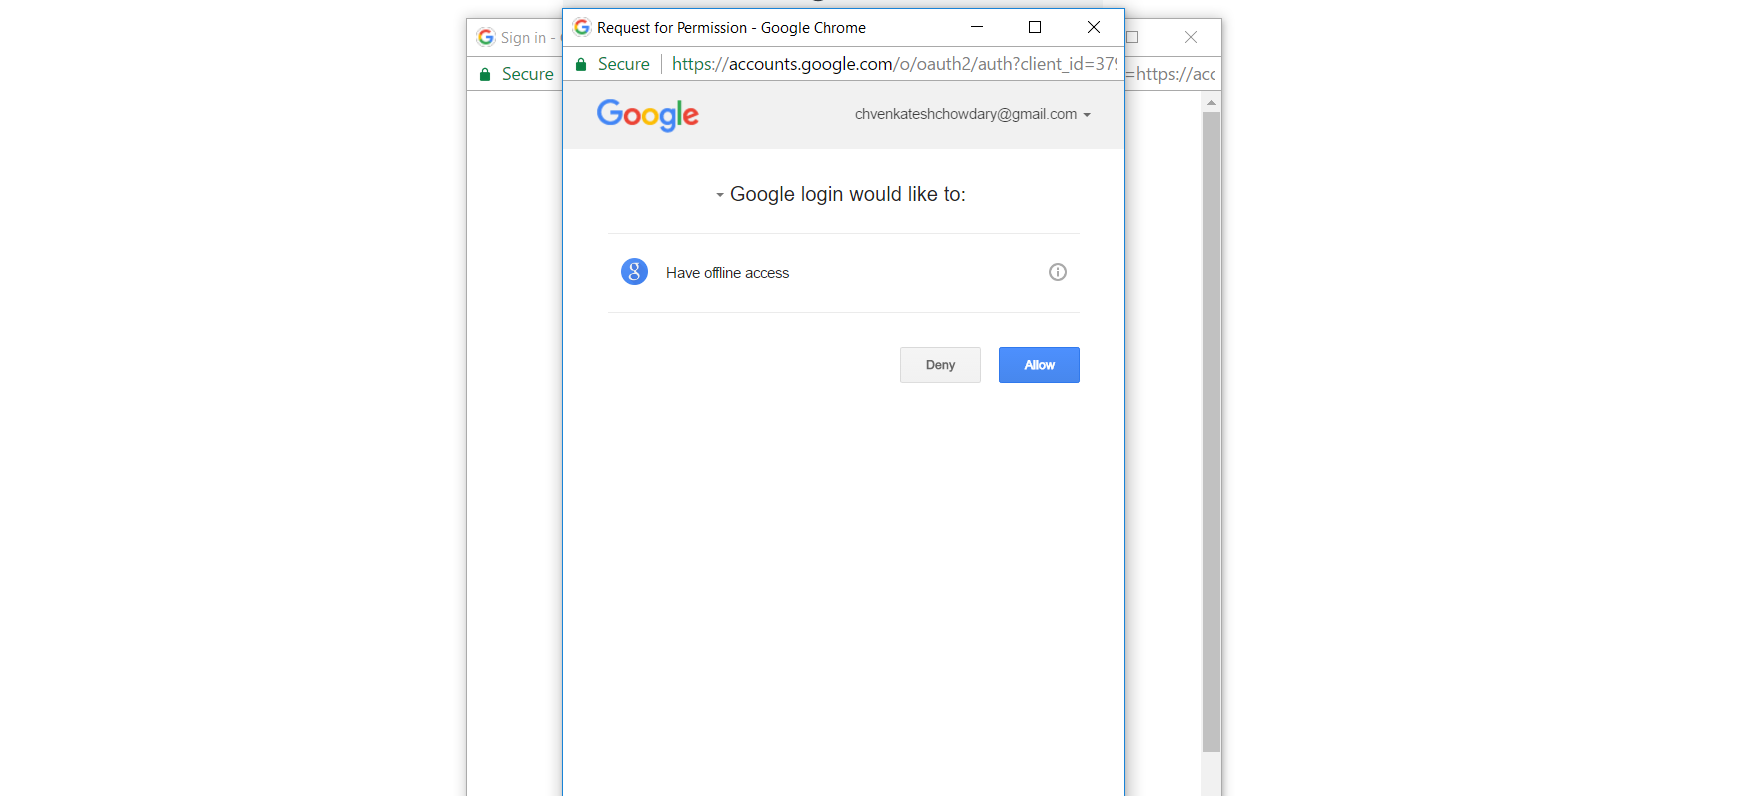 Sign in -
Request for Permission - Google Chrome
Secure
Secure
https://accounts.google.com/o/oauth2/auth?client_id=379
=https://acc
Google
chvenkateshchowdary@gmail.com
Google login would like to:
g
Have offline access
Deny
Allow